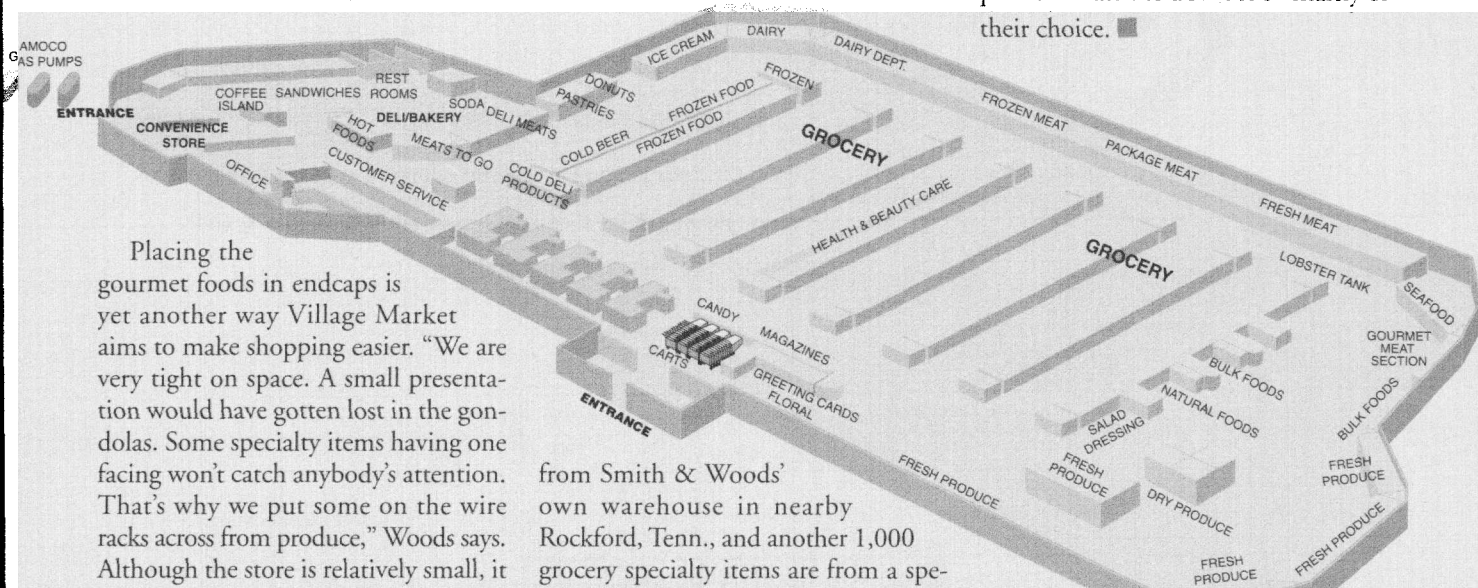 their choice. ■
AMOCO
GAS PUMPS
ENTRANCE
CONVENIENCE
STORE
COFFEE
ISLAND
SANDWICHES
REST
ROOMS
DELI/BAKERY
SODA
DELI MEATS
HOT
FOODS
MEATS TO GO
OFFICE
CUSTOMER SERVICE
DONUTS
PASTRIES
ICE CREAM
DAIRY
DAIRY DEPT.
FROZEN
FROZEN FOOD
COLD BEER
FROZEN FOOD
COLD DELI
PRODUCTS
GROCERY
FROZEN MEAT
PACKAGE MEAT
FRESH MEAT
HEALTH & BEAUTY CARE
GROCERY
LOBSTER TANK
SEAFOOD
GOURMET
MEAT
SECTION
CANDY
MAGAZINES
CARTS
GREETING CARDS
FLORAL
ENTRANCE
BULK FOODS
NATURAL FOODS
SALAD
DRESSING
BULK FOODS
FRESH
PRODUCE
FRESH PRODUCE
FRESH
PRODUCE
DRY PRODUCE
FRESH PRODUCE
FRESH
PRODUCE
Placing the
gourmet foods in endcaps is
yet another way Village Market
aims to make shopping easier. “We are
very tight on space. A small presenta-
tion would have gotten lost in the gon-
dolas. Some specialty items having one
facing won’t catch anybody’s attention.
That’s why we put some on the wire
racks across from produce,” Woods says.
Although the store is relatively small, it
from Smith & Woods’
own warehouse in nearby
Rockford, Tenn., and another 1,000
grocery specialty items are from a spe-